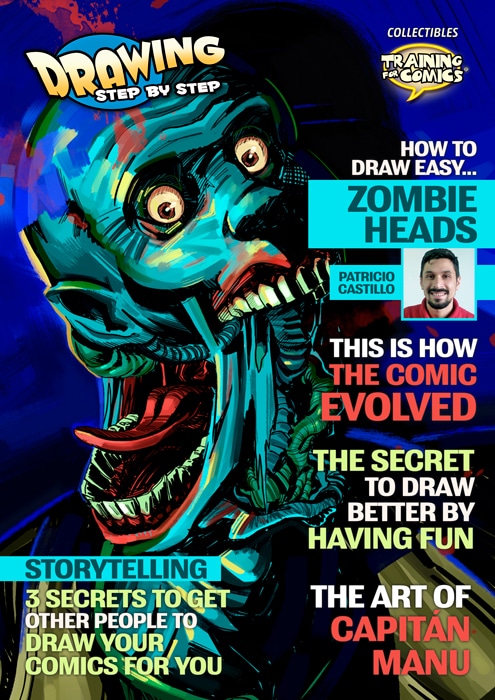 DRAWING
STEP BY STEP
COLLECTIBLES
TRAINING
FOR COMICS
HOW TO
DRAW EASY...
ZOMBIE
HEADS
PATRICIO
CASTILLO
THIS IS HOW
THE COMIC
EVOLVED
THE SECRET
TO DRAW
BETTER BY
HAVING FUN
STORYTELLING
3 SECRETS TO GET
OTHER PEOPLE TO
DRAW YOUR
COMICS FOR YOU
THE ART OF
CAPITÁN
MANU